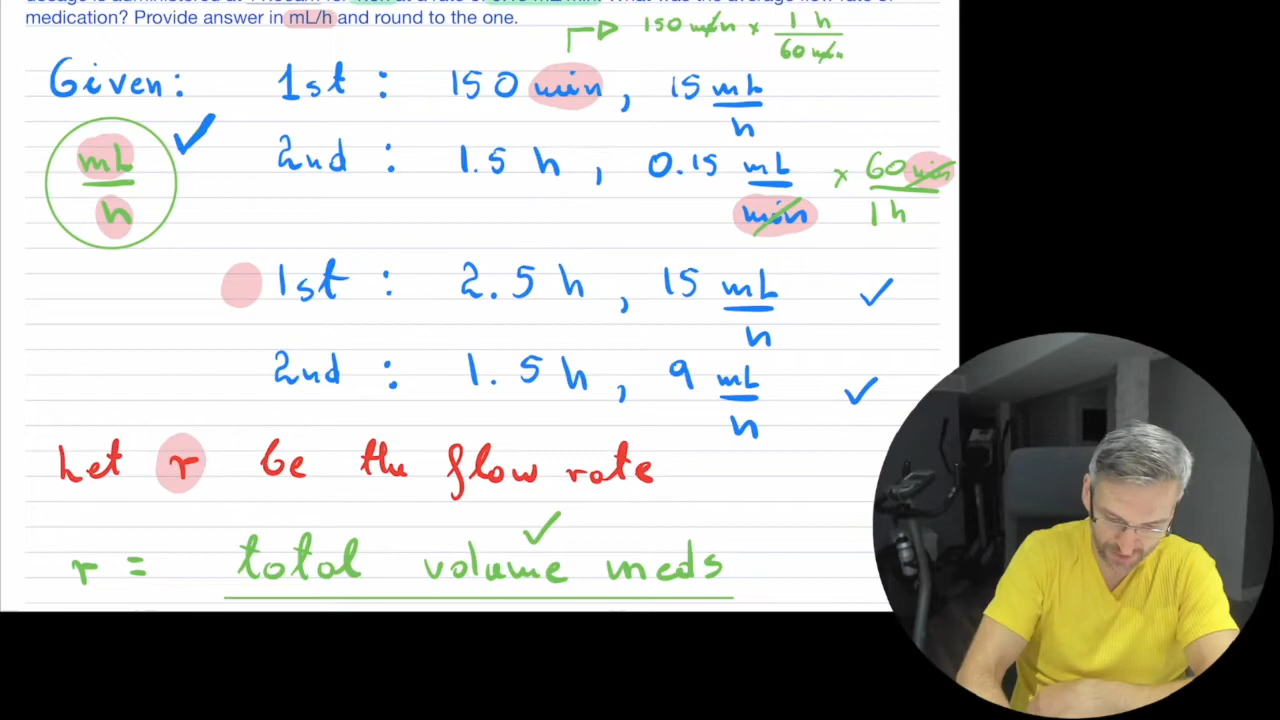 medication? Provide answer in mL/h and round to the one.
150 min × 1 h
60 min
Given: 1st : 150 min , 15 mL
h
mL
h
2nd : 1.5 h , 0.15 mL × 60 min
min 1 h
1st : 2.5 h , 15 mL
h
2nd : 1.5 h , 9 mL
h
Let r be the flow rate
r = total volume meds